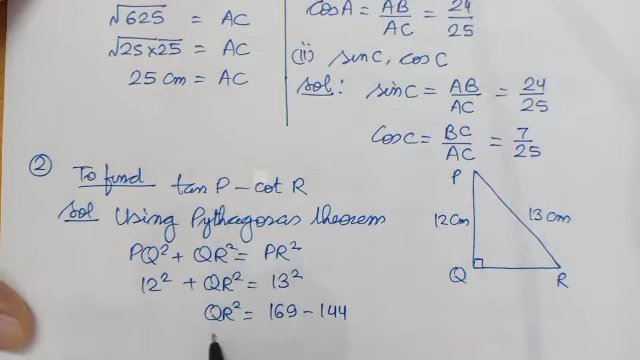 √625 = AC
√25×25 = AC
25 cm = AC
CosA = AB/AC = 24/25
(ii) sinC, cosC
Sol: sinC = AB/AC = 24/25
CosC = BC/AC = 7/25
② To find tan P - cot R
Sol Using Pythagoras theorem
PQ² + QR² = PR²
12² + QR² = 13²
QR² = 169 - 144
P
12cm 13cm
Q R